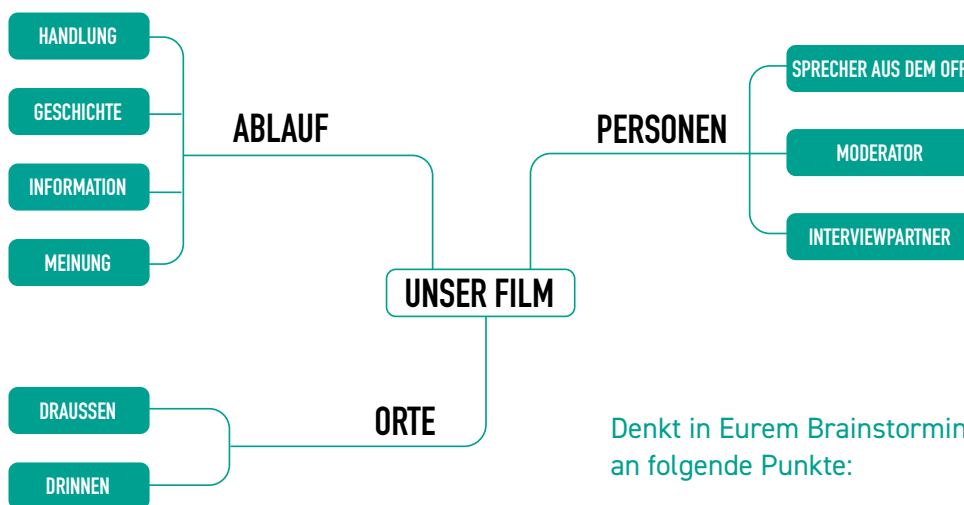 HANDLUNG
GESCHICHTE
INFORMATION
MEINUNG
ABLAUF
PERSONEN
SPRECHER AUS DEM OFF
MODERATOR
INTERVIEWPARTNER
UNSER FILM
DRAUSSEN
DRINNEN
ORTE
Denkt in Eurem Brainstormin
an folgende Punkte: